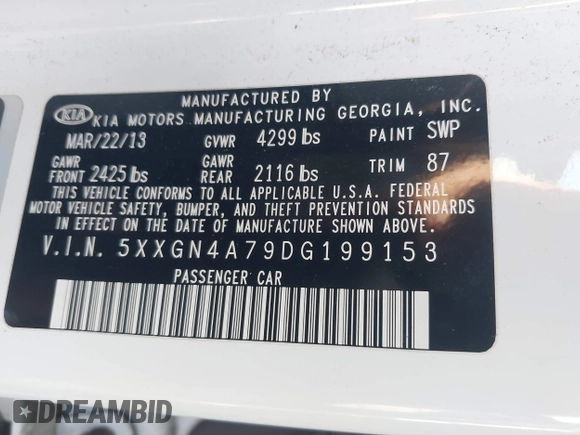 MANUFACTURED BY
KIA KIA MOTORS MANUFACTURING GEORGIA, INC.
MAR/22/13 GVWR 4299 lbs PAINT SWP
GAWR FRONT 2425 lbs GAWR REAR 2116 lbs TRIM 87
THIS VEHICLE CONFORMS TO ALL APPLICABLE U.S.A. FEDERAL
MOTOR VEHICLE SAFETY, BUMPER, AND THEFT PREVENTION STANDARDS
IN EFFECT ON THE DATE OF MANUFACTURE SHOWN ABOVE.
V.I.N. 5XXGN4A79DG199153
PASSENGER CAR
DREAMBID